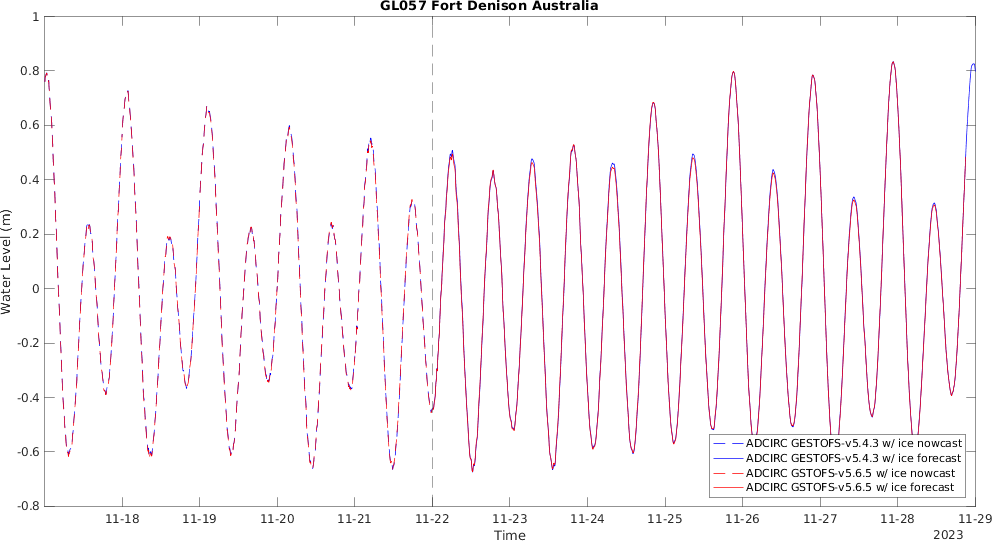 GL057 Fort Denison Australia
Water Level (m)
1
0.8
0.6
0.4
0.2
0
-0.2
-0.4
-0.6
-0.8
ADCIRC GESTOFS-v5.4.3 w/ ice nowcast
ADCIRC GESTOFS-v5.4.3 w/ ice forecast
ADCIRC GSTOFS-v5.6.5 w/ ice nowcast
ADCIRC GSTOFS-v5.6.5 w/ ice forecast
11-18 11-19 11-20 11-21 11-22 11-23 11-24 11-25 11-26 11-27 11-28 11-29
Time
2023